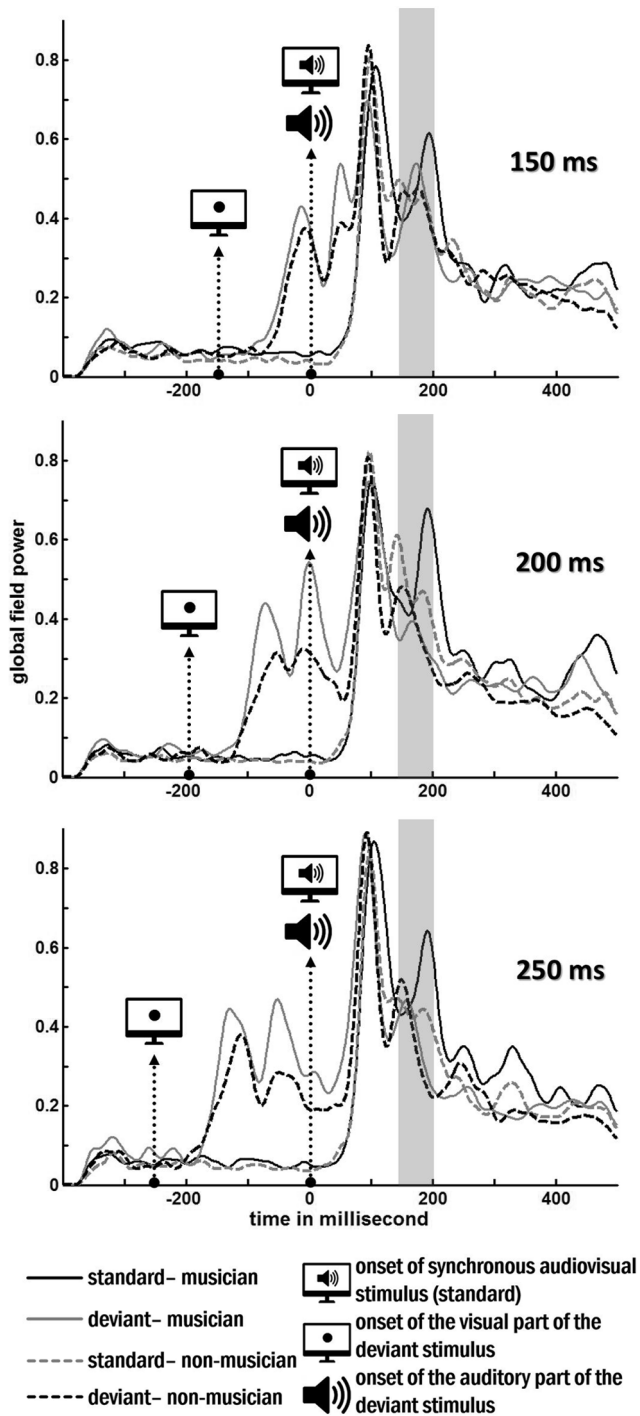 0.8
0.6
150 ms
0.4
0.2
0
-200
0
200
400
0.8
0.6
200 ms
0.4
0.2
0
-200
0
200
400
global field power
0.8
0.6
250 ms
0.4
0.2
0
-200
0
200
400
time in millisecond
standard– musician
deviant– musician
standard– non-musician
deviant– non-musician
onset of synchronous audiovisual
stimulus (standard)
onset of the visual part of the
deviant stimulus
onset of the auditory part of the
deviant stimulus